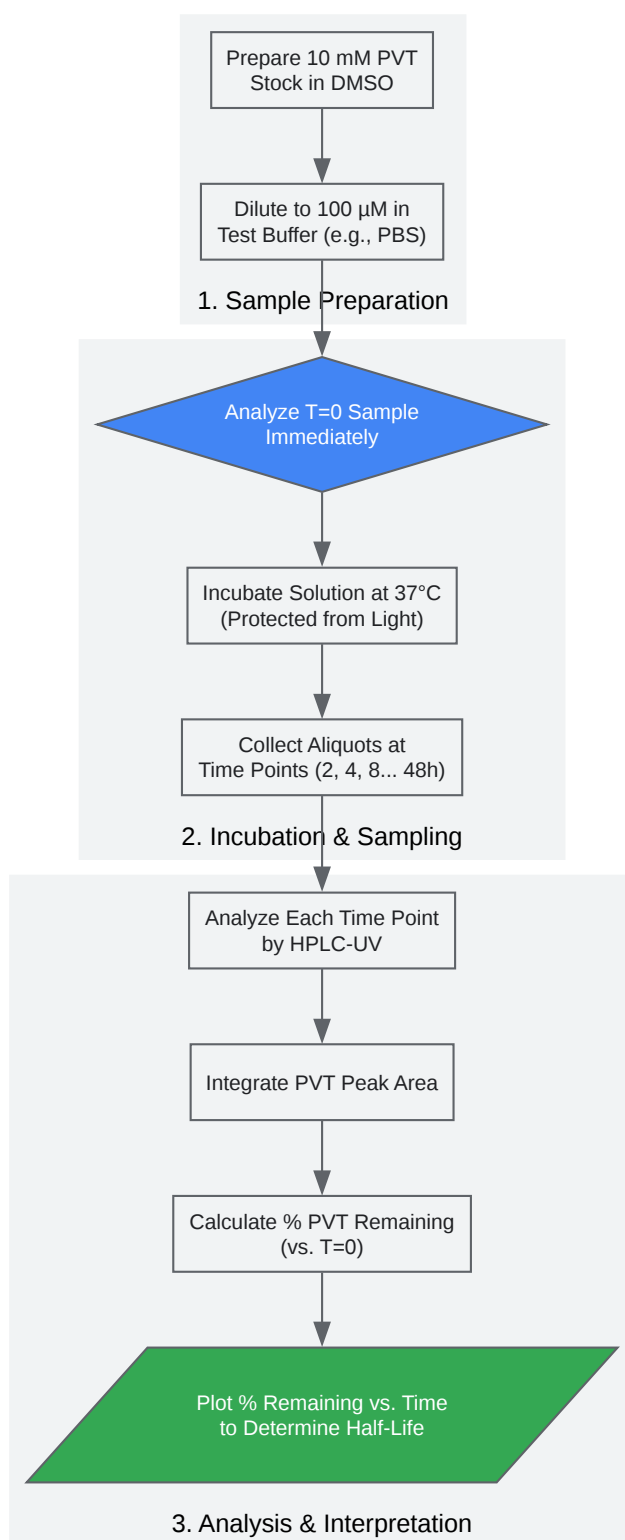 Prepare 10 mM PVT
Stock in DMSO
Dilute to 100 µM in
Test Buffer (e.g., PBS)
1. Sample Preparation
Analyze T=0 Sample
Immediately
Incubate Solution at 37°C
(Protected from Light)
Collect Aliquots at
Time Points (2, 4, 8... 48h)
2. Incubation & Sampling
Analyze Each Time Point
by HPLC-UV
Integrate PVT Peak Area
Calculate % PVT Remaining
(vs. T=0)
Plot % Remaining vs. Time
to Determine Half-Life
3. Analysis & Interpretation